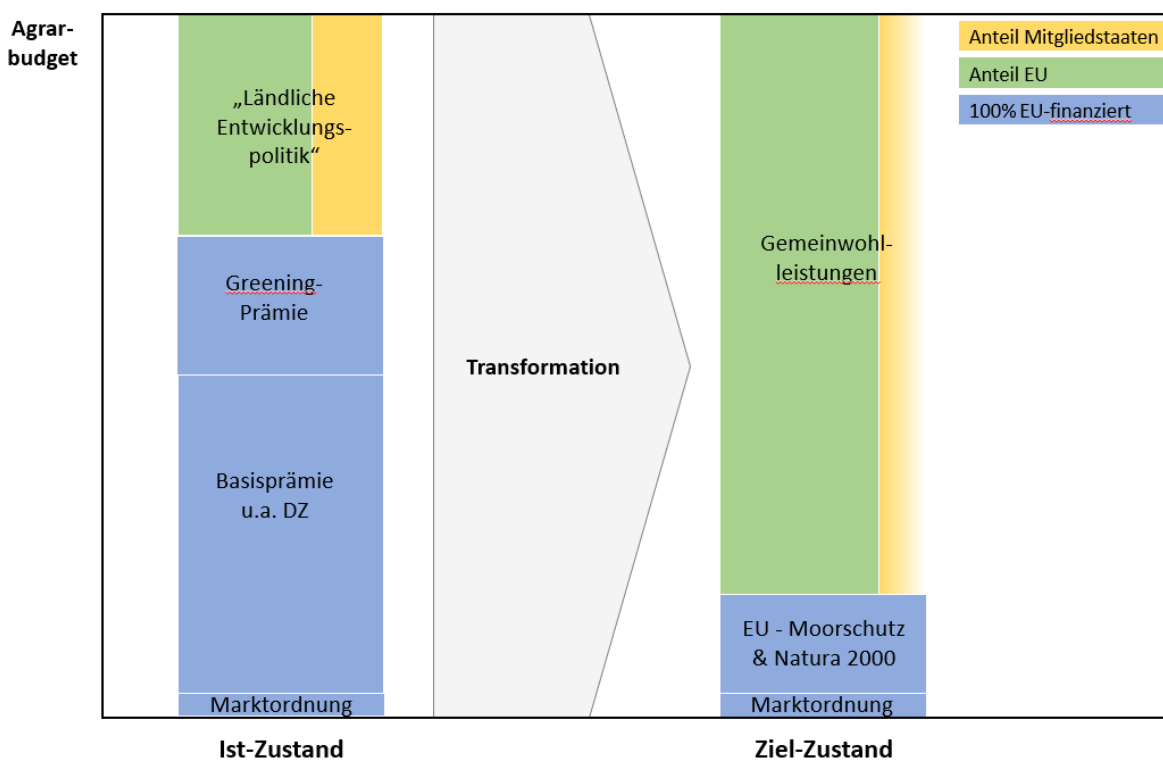 Agrar-
budget
„Ländliche
Entwicklungs-
politik“
Greening-
Prämie
Basisprämie
u.a. DZ
Marktordnung
Ist-Zustand
Transformation
Gemeinwohl-
leistungen
EU - Moorschutz
& Natura 2000
Marktordnung
Ziel-Zustand
Anteil Mitgliedstaaten
Anteil EU
100% EU-finanziert